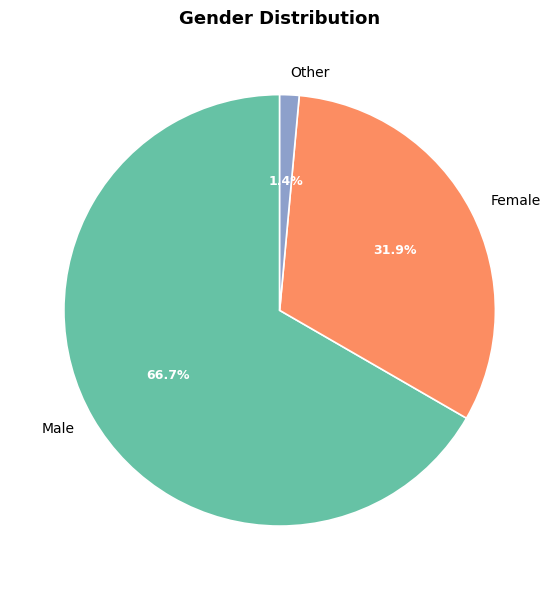 Gender Distribution
Other
1.4%
Female
31.9%
66.7%
Male